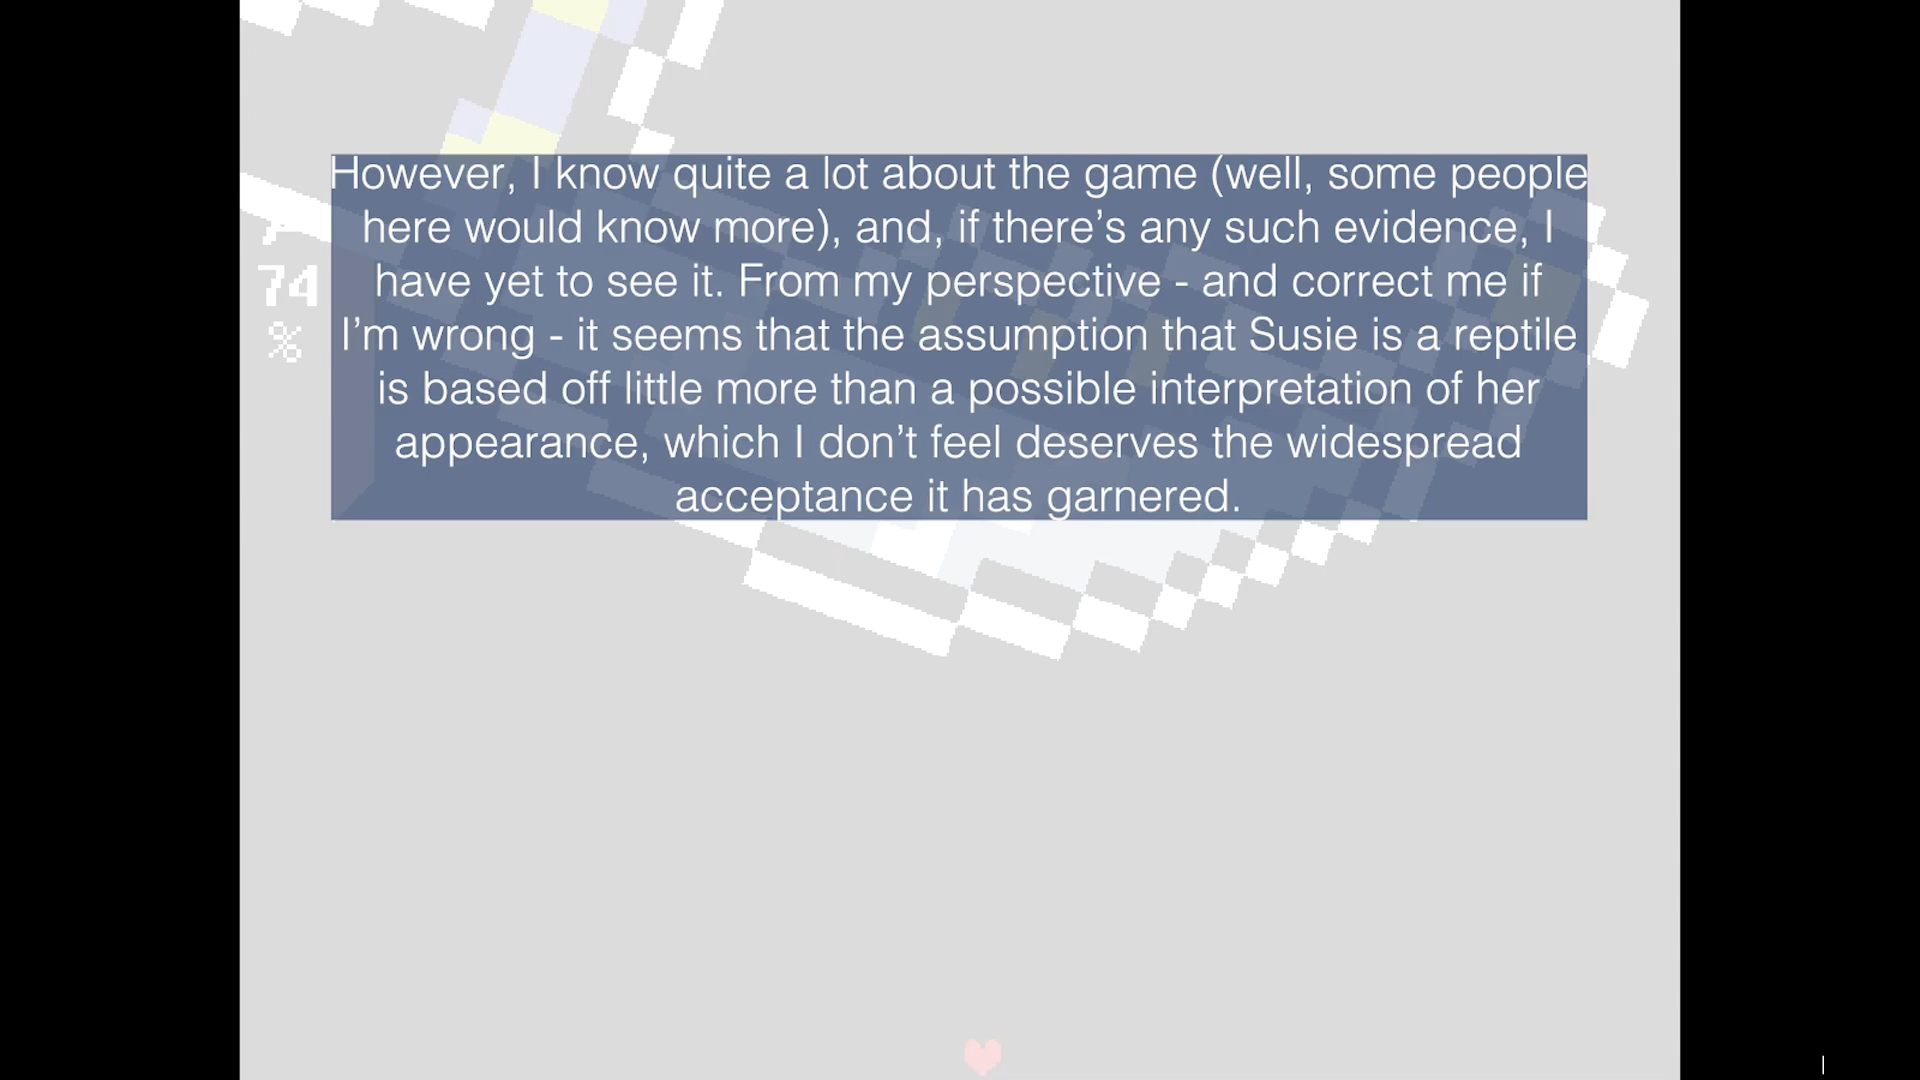 However, I know quite a lot about the game (well, some people
here would know more), and, if there’s any such evidence, I
have yet to see it. From my perspective - and correct me if
I’m wrong - it seems that the assumption that Susie is a reptile
is based off little more than a possible interpretation of her
appearance, which I don’t feel deserves the widespread
acceptance it has garnered.
74
%